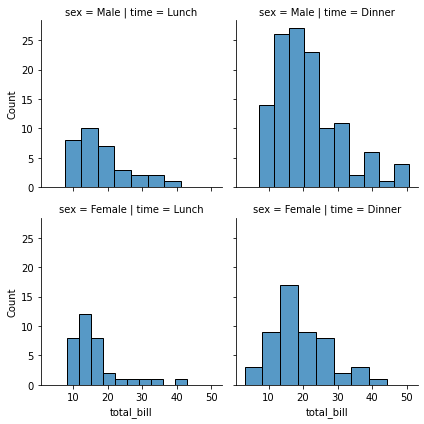 sex = Male | time = Lunch
sex = Male | time = Dinner
25
20
15
10
5
0
Count
sex = Female | time = Lunch
sex = Female | time = Dinner
25
20
15
10
5
0
Count
10 20 30 40 50
total_bill
10 20 30 40 50
total_bill